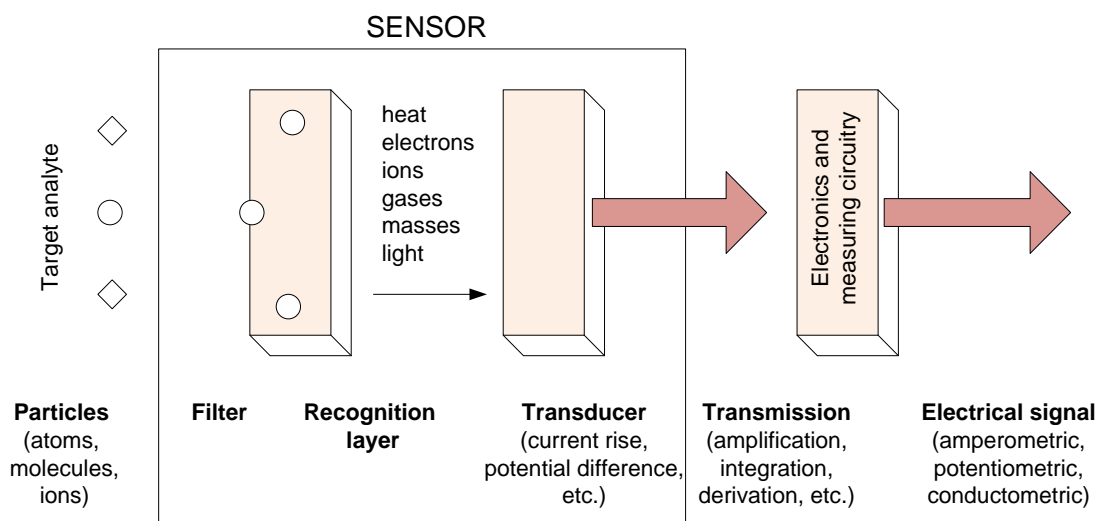 SENSOR
Target analyte
heat
electrons
ions
gases
masses
light
Electronics and
measuring circuitry
Particles
(atoms,
molecules,
ions)
Filter
Recognition
layer
Transducer
(current rise,
potential difference,
etc.)
Transmission
(amplification,
integration,
derivation, etc.)
Electrical signal
(amperometric,
potentiometric,
conductometric)